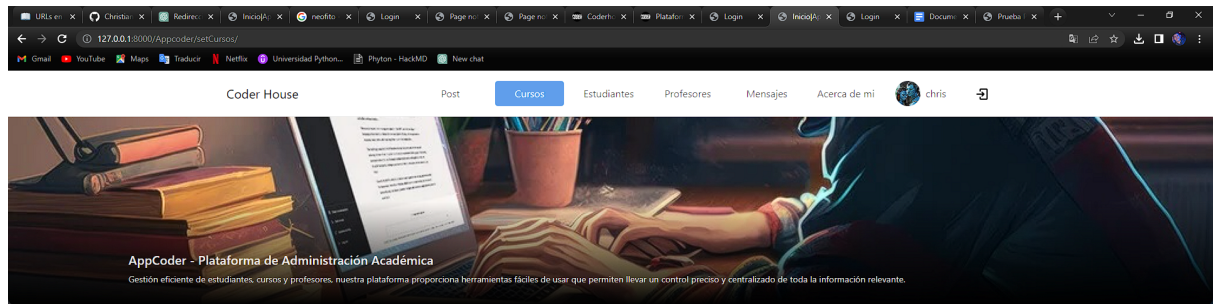 URLs en
Christian
Redirecc
Inicio|Ap
neofito
Login
Page not
Page not
Coderho
Platafor
Login
Inicio|Ap
Login
Docume
Prueba
127.0.0.1:8000/Appcoder/setCursos/
Gmail YouTube Maps Traducir Netflix Universidad Python... Phyton - HackMD New chat
Coder House Post Cursos Estudiantes Profesores Mensajes Acerca de mi chris
AppCoder - Plataforma de Administración Académica
Gestión eficiente de estudiantes, cursos y profesores, nuestra plataforma proporciona herramientas fáciles de usar que permiten llevar un control preciso y centralizado de toda la información relevante.